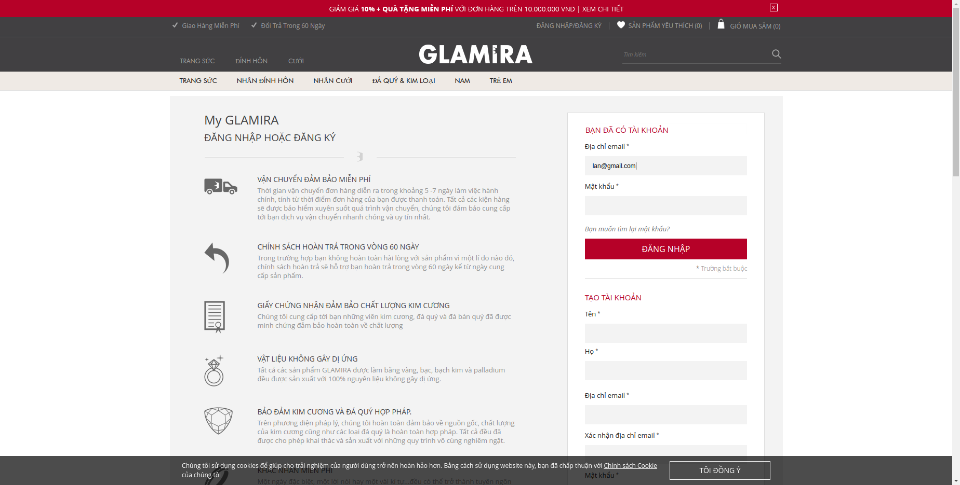 GIẢM GIÁ 10% + QUÀ TẶNG MIỄN PHÍ VỚI ĐƠN HÀNG TRÊN 10.000.000 VND | XEM CHI TIẾT
Giao Hàng Miễn Phí
Đổi Trả Trong 60 Ngày
ĐĂNG NHẬP/ĐĂNG KÝ
SẢN PHẨM YÊU THÍCH (0)
GIỎ MUA SẮM (0)
TRANG SỨC
ĐÍNH HÔN
CƯỚI
GLAMIRA
Tìm kiếm
TRANG SỨC
NHẪN ĐÍNH HÔN
NHẪN CƯỚI
ĐÁ QUÝ & KIM LOẠI
NAM
TRẺ EM
My GLAMIRA
ĐĂNG NHẬP HOẶC ĐĂNG KÝ
VẬN CHUYỂN ĐẢM BẢO MIỄN PHÍ
Thời gian vận chuyển đơn hàng diễn ra trong khoảng 5 -7 ngày làm việc hành
chính, tính từ thời điểm đơn hàng của bạn được thanh toán. Tất cả các kiện hàng
sẽ được bảo hiểm xuyên suốt quá trình vận chuyển, chúng tôi đảm bảo cung cấp
tới bạn dịch vụ vận chuyển nhanh chóng và uy tín nhất.
CHÍNH SÁCH HOÀN TRẢ TRONG VÒNG 60 NGÀY
Trong trường hợp bạn không hoàn toàn hài lòng với sản phẩm vì một lí do nào đó,
chính sách hoàn trả sẽ hỗ trợ bạn hoàn trả trong vòng 60 ngày kể từ ngày cung
cấp sản phẩm.
GIẤY CHỨNG NHẬN ĐẢM BẢO CHẤT LƯỢNG KIM CƯƠNG
Chúng tôi cung cấp tới bạn những viên kim cương, đá quý và đá bán quý đã được
minh chứng đảm bảo hoàn toàn về chất lượng
VẬT LIỆU KHÔNG GÂY DỊ ỨNG
Tất cả các sản phẩm GLAMIRA được làm bằng vàng, bạc, bạch kim và palladium
đều được sản xuất với 100% nguyên liệu không gây dị ứng.
BẢO ĐẢM KIM CƯƠNG VÀ ĐÁ QUÝ HỢP PHÁP.
Trên phương diện pháp lý, chúng tôi hoàn toàn đảm bảo về nguồn gốc, chất lượng
của kim cương cũng như các loại đá quý là hoàn toàn hợp pháp. Tất cả đều đã
được cho phép khai thác và sản xuất với những quy trình vô cùng nghiêm ngặt.
BẠN ĐÃ CÓ TÀI KHOẢN
Địa chỉ email *
lan@gmail.com
Mật khẩu *
Bạn muốn tìm lại mật khẩu?
ĐĂNG NHẬP
* Trường bắt buộc
TẠO TÀI KHOẢN
Tên *
Họ *
Địa chỉ email *
Xác nhận địa chỉ email *
Mật khẩu *
Chúng tôi sử dụng cookies để giúp cho trải nghiệm của người dùng trở nên hoàn hảo hơn. Bằng cách sử dụng website này, bạn đã chấp thuận với Chính sách Cookie
của chúng tôi.
TÔI ĐỒNG Ý